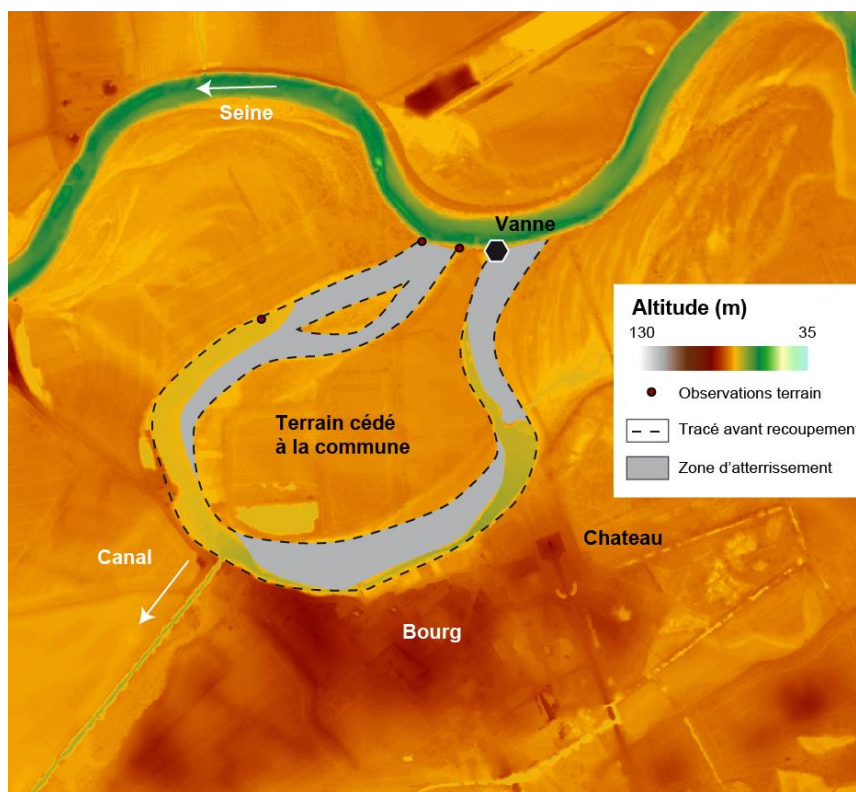 Seine
Vanne
Altitude (m)
130 35
Observations terrain
Tracé avant recoupement
Zone d'atterrissement
Terrain cédé
à la commune
Chateau
Canal
Bourg